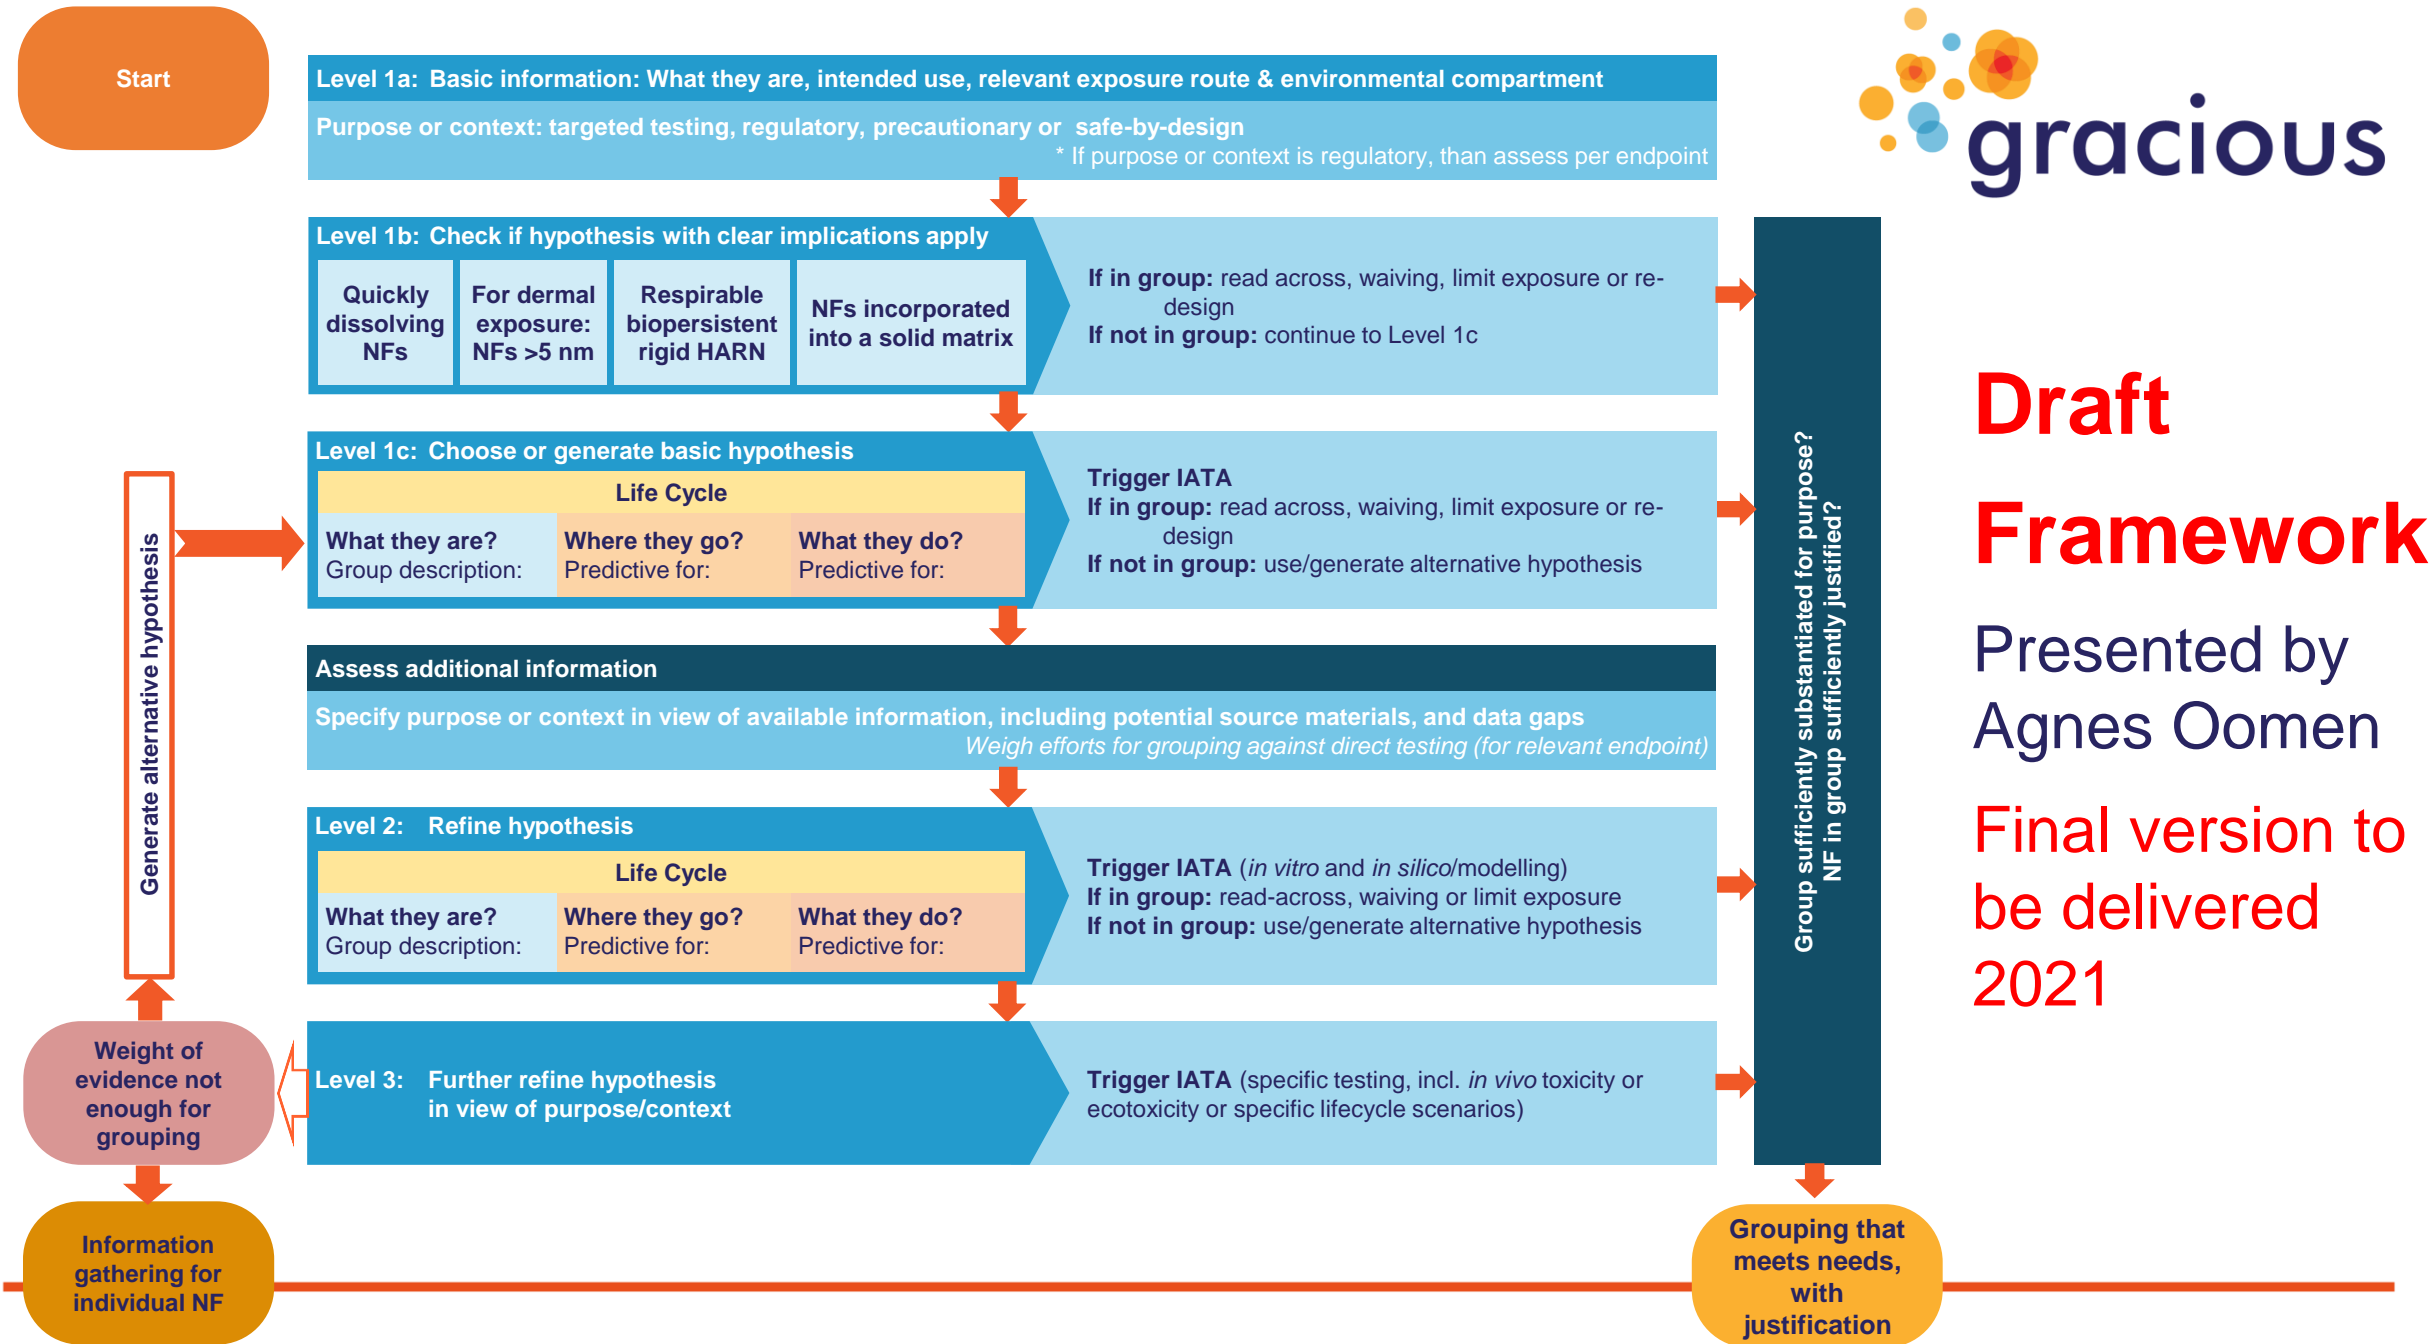 Start
Level 1a: Basic information: What they are, intended use, relevant exposure route & environmental compartment
Purpose or context: targeted testing, regulatory, precautionary or safe-by-design
* If purpose or context is regulatory, than assess per endpoint
gracious
Level 1b: Check if hypothesis with clear implications apply
Quickly
dissolving
NFs
For dermal
exposure:
NFs >5 nm
Respirable
biopersistent
rigid HARN
NFs incorporated
into a solid matrix
If in group: read across, waiving, limit exposure or re-
design
If not in group: continue to Level 1c
Level 1c: Choose or generate basic hypothesis
Life Cycle
What they are?
Group description:
Where they go?
Predictive for:
What they do?
Predictive for:
Trigger IATA
If in group: read across, waiving, limit exposure or re-
design
If not in group: use/generate alternative hypothesis
Generate alternative hypothesis
Assess additional information
Specify purpose or context in view of available information, including potential source materials, and data gaps
Weigh efforts for grouping against direct testing (for relevant endpoint)
Level 2: Refine hypothesis
Life Cycle
What they are?
Group description:
Where they go?
Predictive for:
What they do?
Predictive for:
Trigger IATA (in vitro and in silico/modelling)
If in group: read-across, waiving or limit exposure
If not in group: use/generate alternative hypothesis
Level 3: Further refine hypothesis
in view of purpose/context
Trigger IATA (specific testing, incl. in vivo toxicity or
ecotoxicity or specific lifecycle scenarios)
Group sufficiently substantiated for purpose?
NF in group sufficiently justified?
Weight of
evidence not
enough for
grouping
Information
gathering for
individual NF
Grouping that
meets needs,
with
justification
Draft
Framework
Presented by
Agnes Oomen
Final version to
be delivered
2021